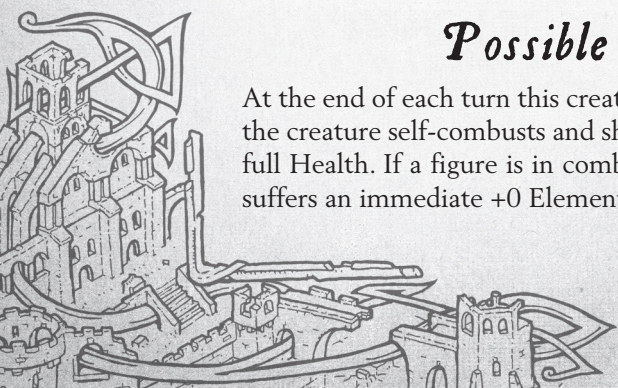 Possible
At the end of each turn this creat
the creature self-combusts and sh
full Health. If a figure is in comb
suffers an immediate +0 Element